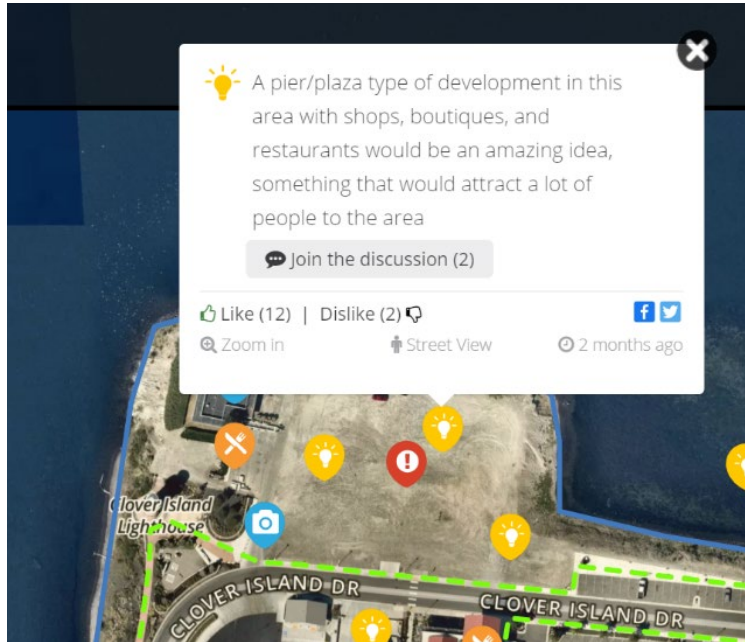 A pier/plaza type of development in this
area with shops, boutiques, and
restaurants would be an amazing idea,
something that would attract a lot of
people to the area
Join the discussion (2)
Like (12) | Dislike (2)
Zoom in Street View 2 months ago
Clover Island
Lighthouse
CLOVER ISLAND DR
CLOVER ISLAND DR